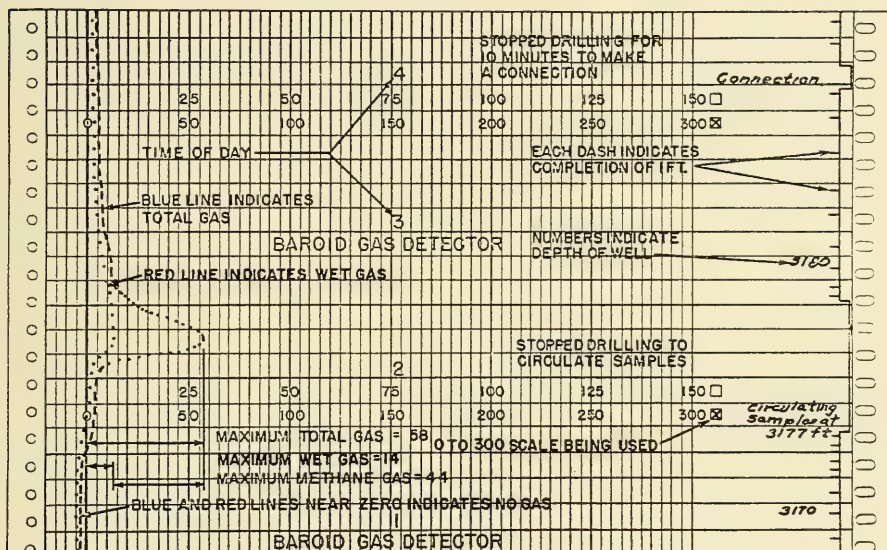 STOPPED DRILLING FOR
10 MINUTES TO MAKE
A CONNECTION
4
Connection
25 50 75 100 125 150
0 50 100 150 200 250 300
TIME OF DAY
EACH DASH INDICATES
COMPLETION OF 1 FT.
BLUE LINE INDICATES
TOTAL GAS
3
BAROID GAS DETECTOR
NUMBERS INDICATE
DEPTH OF WELL
3180
RED LINE INDICATES WET GAS
STOPPED DRILLING TO
CIRCULATE SAMPLES
2
25 50 75 100 125 150
0 50 100 150 200 250 300
Circulating
Samples at
3177 ft
MAXIMUM TOTAL GAS = 58
0 TO 300 SCALE BEING USED
MAXIMUM WET GAS = 14
MAXIMUM METHANE GAS = 44
BLUE AND RED LINES NEAR ZERO INDICATES NO GAS
3170
1
BAROID GAS DETECTOR